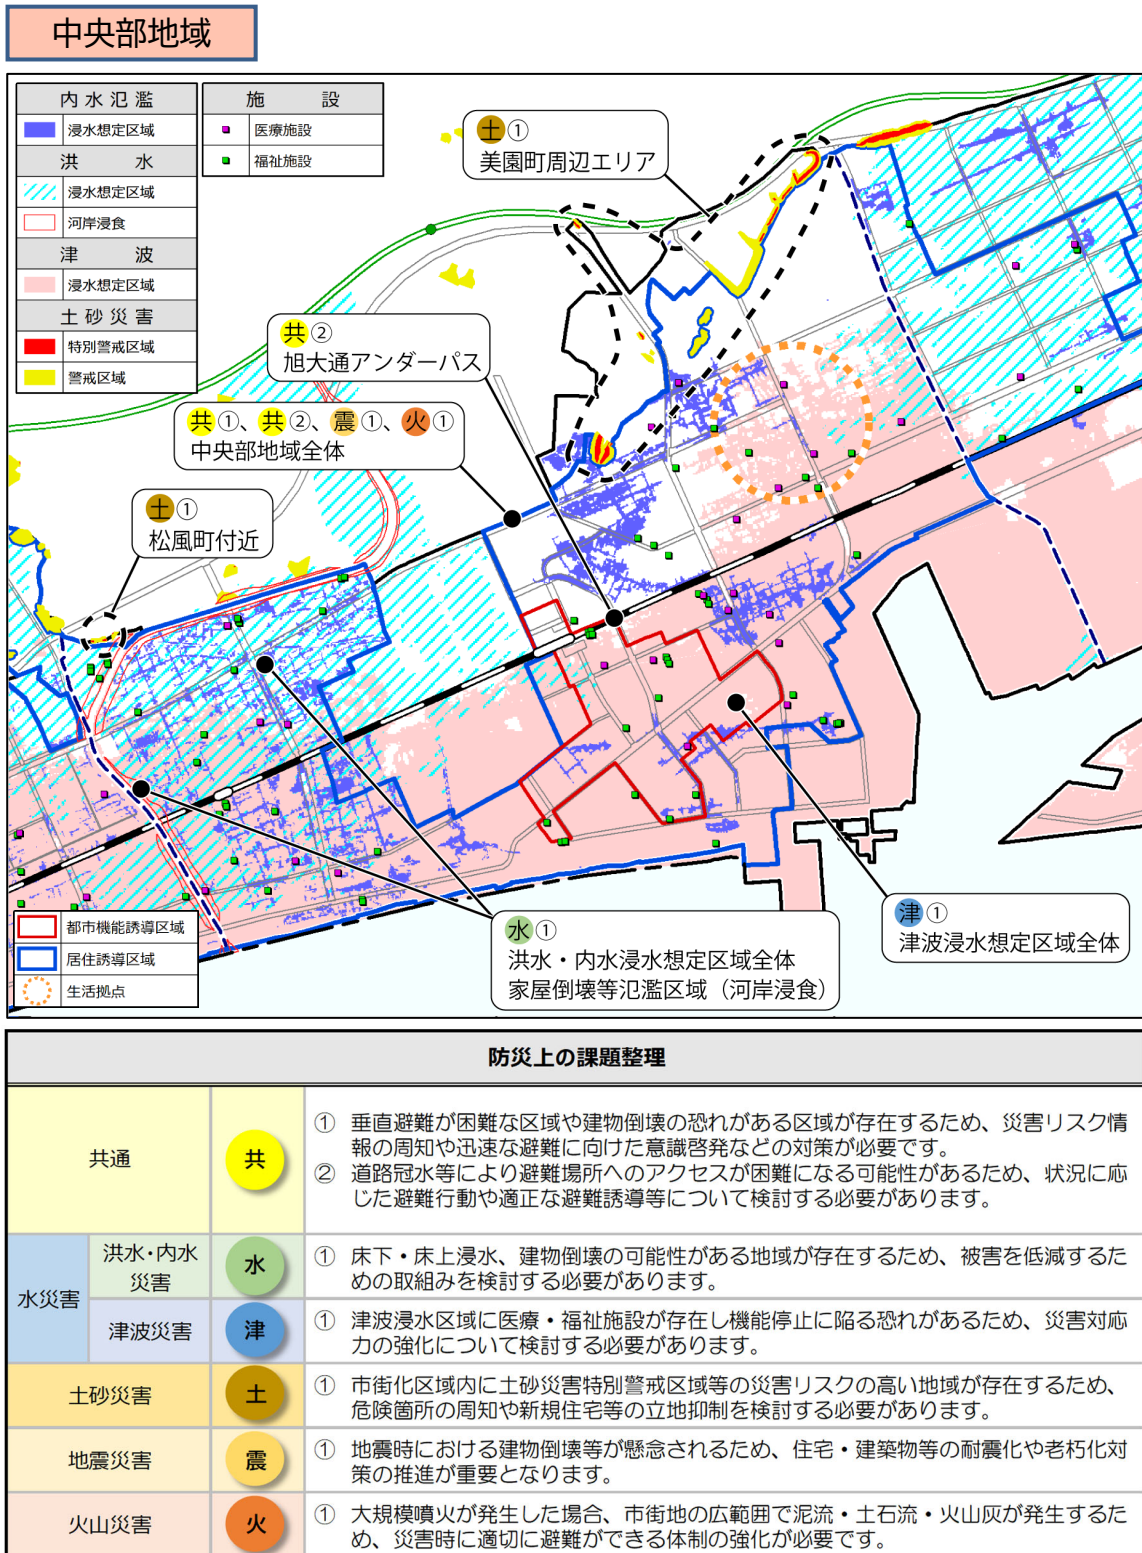 中央部地域
内水氾濫
浸水想定区域
洪 水
浸水想定区域
河岸浸食
津 波
浸水想定区域
土砂災害
特別警戒区域
警戒区域
施 設
医療施設
福祉施設
土①
美園町周辺エリア
共②
旭大通アンダーパス
共①、共②、震①、火①
中央部地域全体
土①
松風町付近
水①
洪水・内水浸水想定区域全体
家屋倒壊等氾濫区域（河岸浸食）
津①
津波浸水想定区域全体
都市機能誘導区域
居住誘導区域
生活拠点
防災上の課題整理
共通
共
① 垂直避難が困難な区域や建物倒壊の恐れがある区域が存在するため、災害リスク情
報の周知や迅速な避難に向けた意識啓発などの対策が必要です。
② 道路冠水等により避難場所へのアクセスが困難になる可能性があるため、状況に応
じた避難行動や適正な避難誘導等について検討する必要があります。
水災害
洪水・内水
災害
水
① 床下・床上浸水、建物倒壊の可能性がある地域が存在するため、被害を低減するた
めの取組みを検討する必要があります。
津波災害
津
① 津波浸水区域に医療・福祉施設が存在し機能停止に陥る恐れがあるため、災害対応
力の強化について検討する必要があります。
土砂災害
土
① 市街化区域内に土砂災害特別警戒区域等の災害リスクの高い地域が存在するため、
危険箇所の周知や新規住宅等の立地抑制を検討する必要があります。
地震災害
震
① 地震時における建物倒壊等が懸念されるため、住宅・建築物等の耐震化や老朽化対
策の推進が重要となります。
火山災害
火
① 大規模噴火が発生した場合、市街地の広範囲で泥流・土石流・火山灰が発生するた
め、災害時に適切に避難ができる体制の強化が必要です。